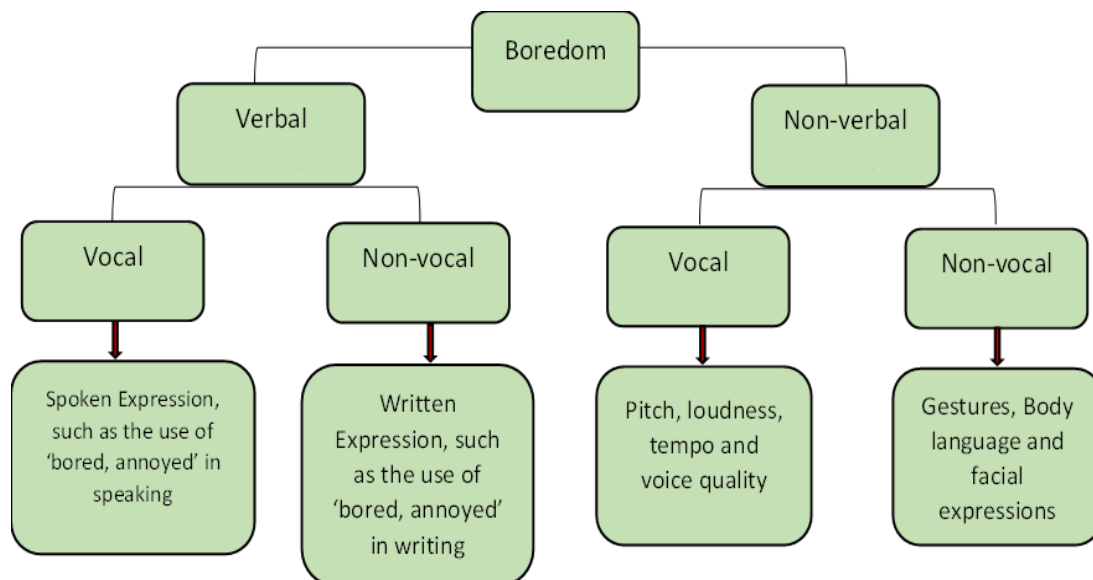 Boredom
Verbal
Non-verbal
Vocal
Non-vocal
Vocal
Non-vocal
Spoken Expression,
such as the use of
‘bored, annoyed’ in
speaking
Written
Expression, such
as the use of
‘bored, annoyed’
in writing
Pitch, loudness,
tempo and
voice quality
Gestures, Body
language and
facial
expressions